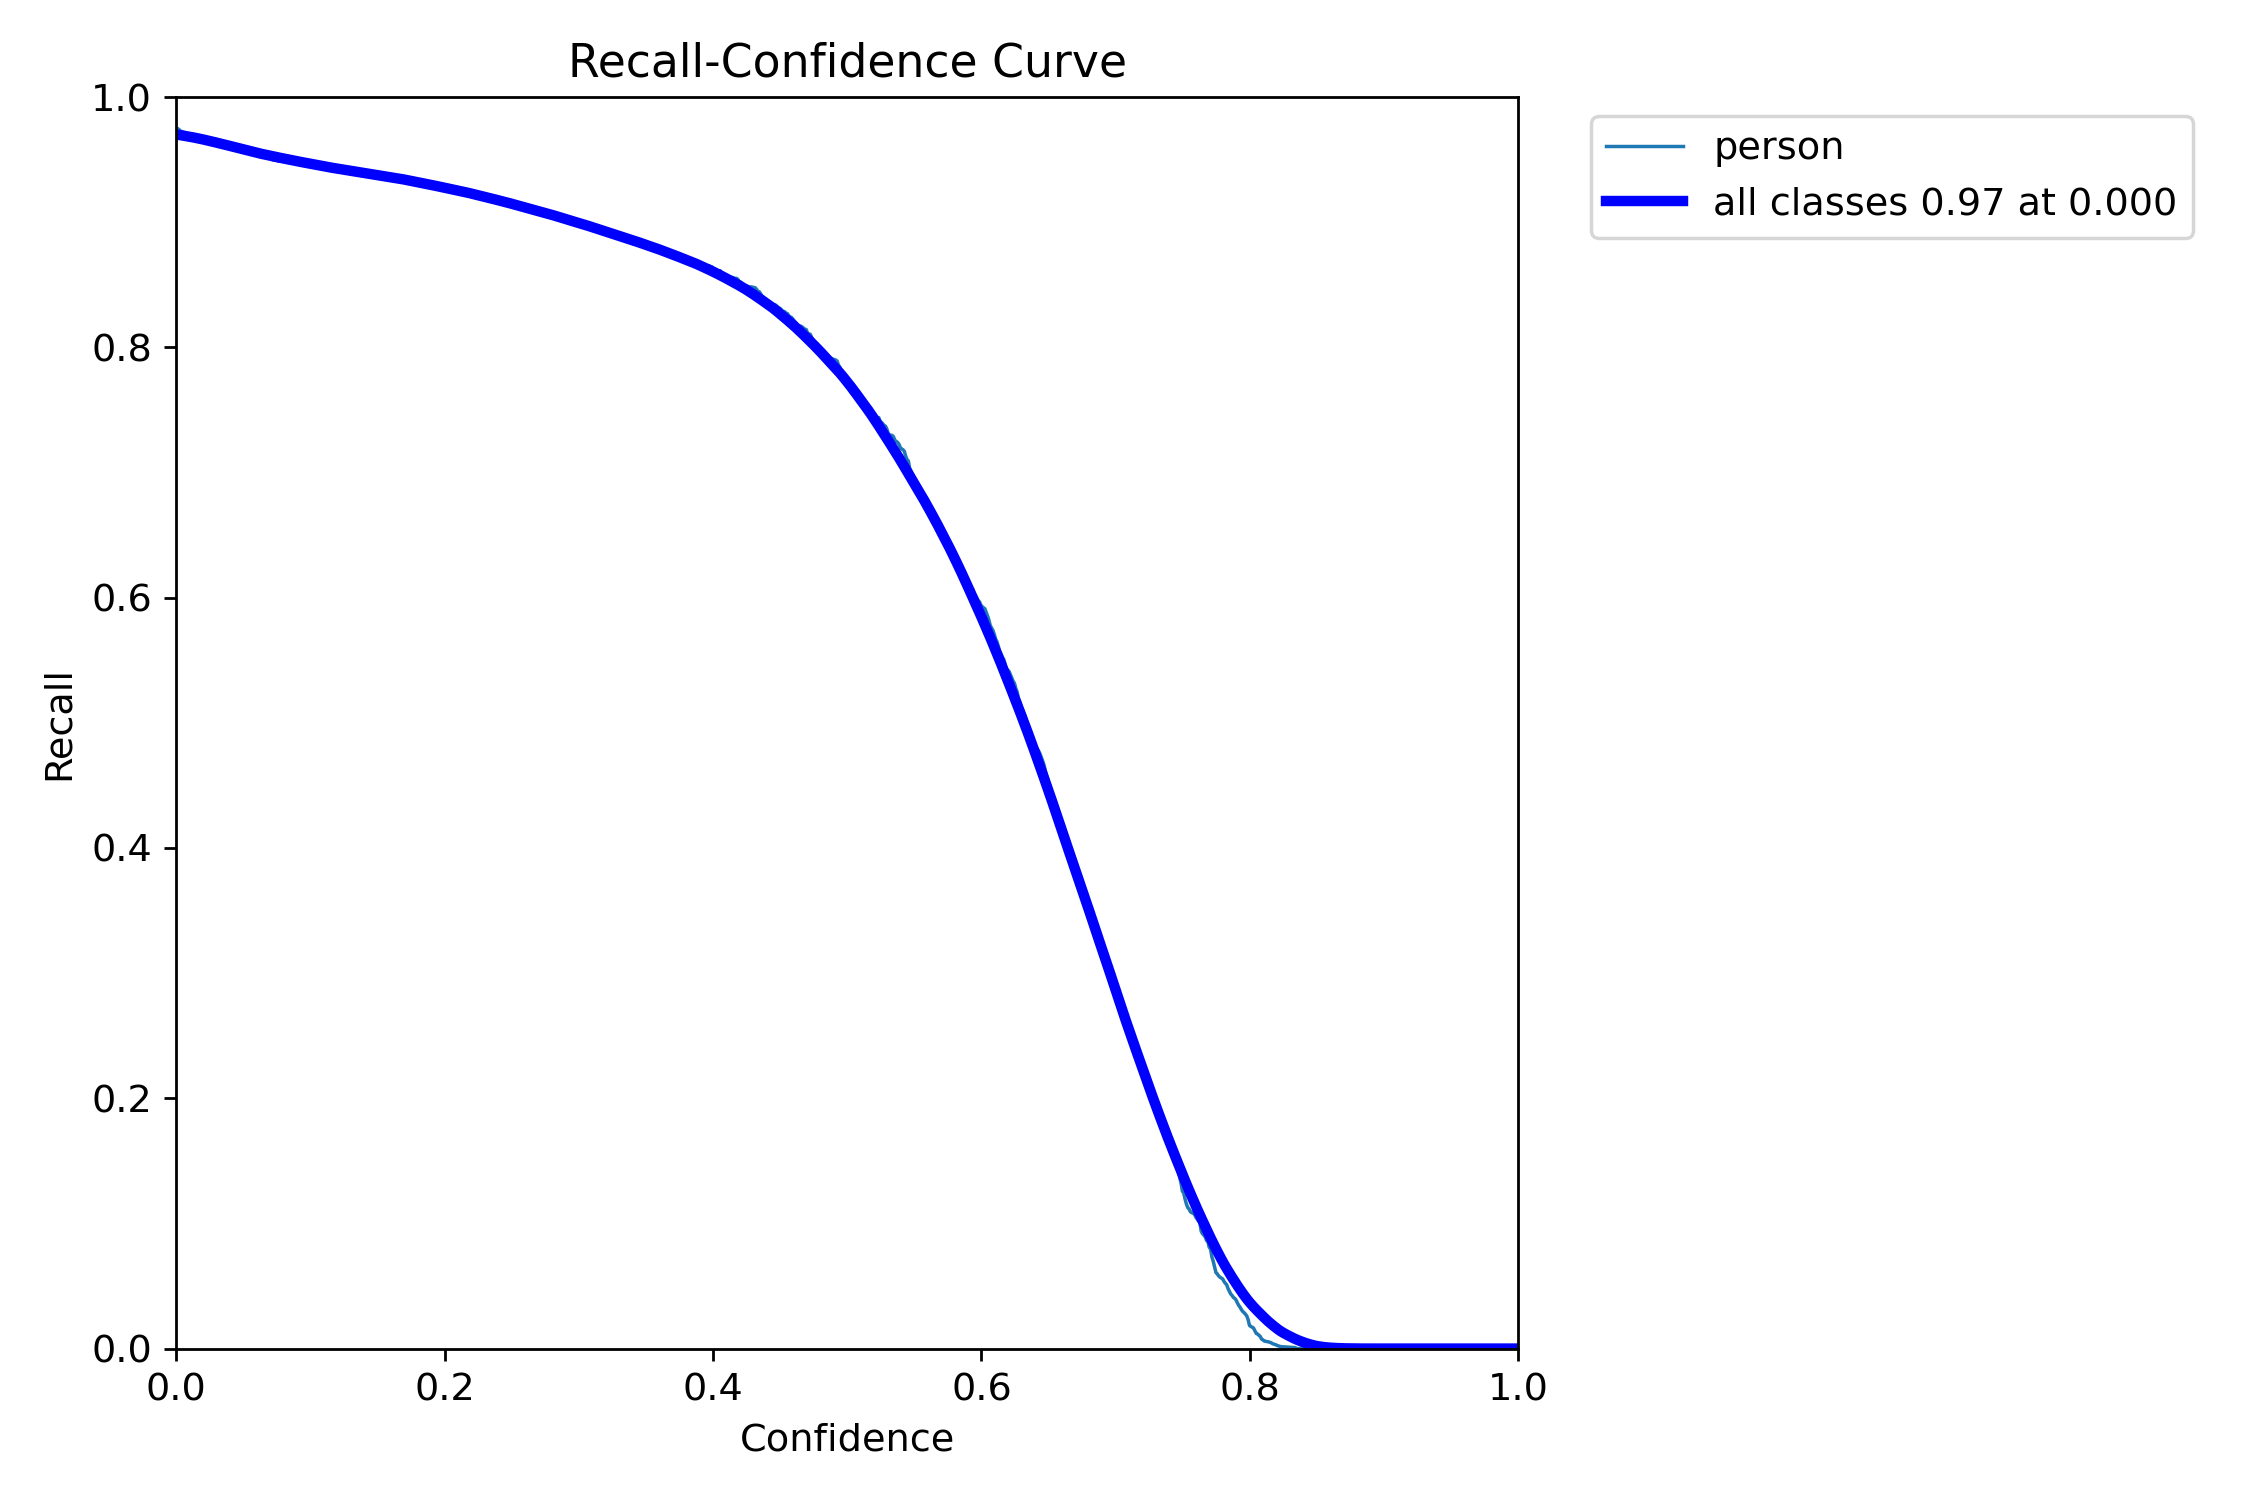 Recall-Confidence Curve
1.0
0.8
0.6
0.4
0.2
0.0
Recall
0.0 0.2 0.4 0.6 0.8 1.0
Confidence
person
all classes 0.97 at 0.000